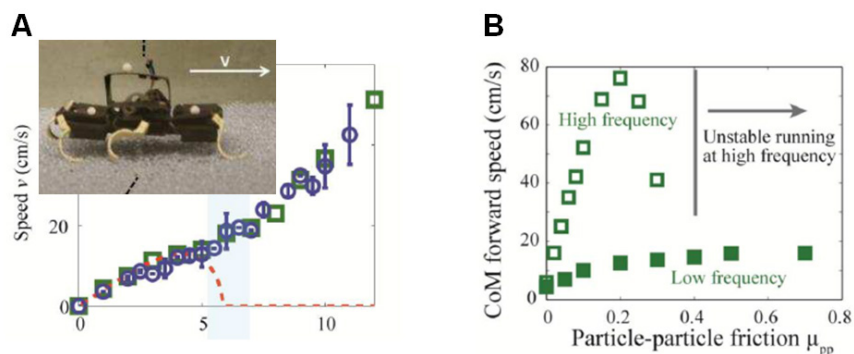 A
B
v
Speed v (cm/s)
20
0
0
5
10
CoM forward speed (cm/s)
80
60
40
20
0
High frequency
Unstable running
at high frequency
Low frequency
0
0.2
0.4
0.6
0.8
Particle-particle friction μpp